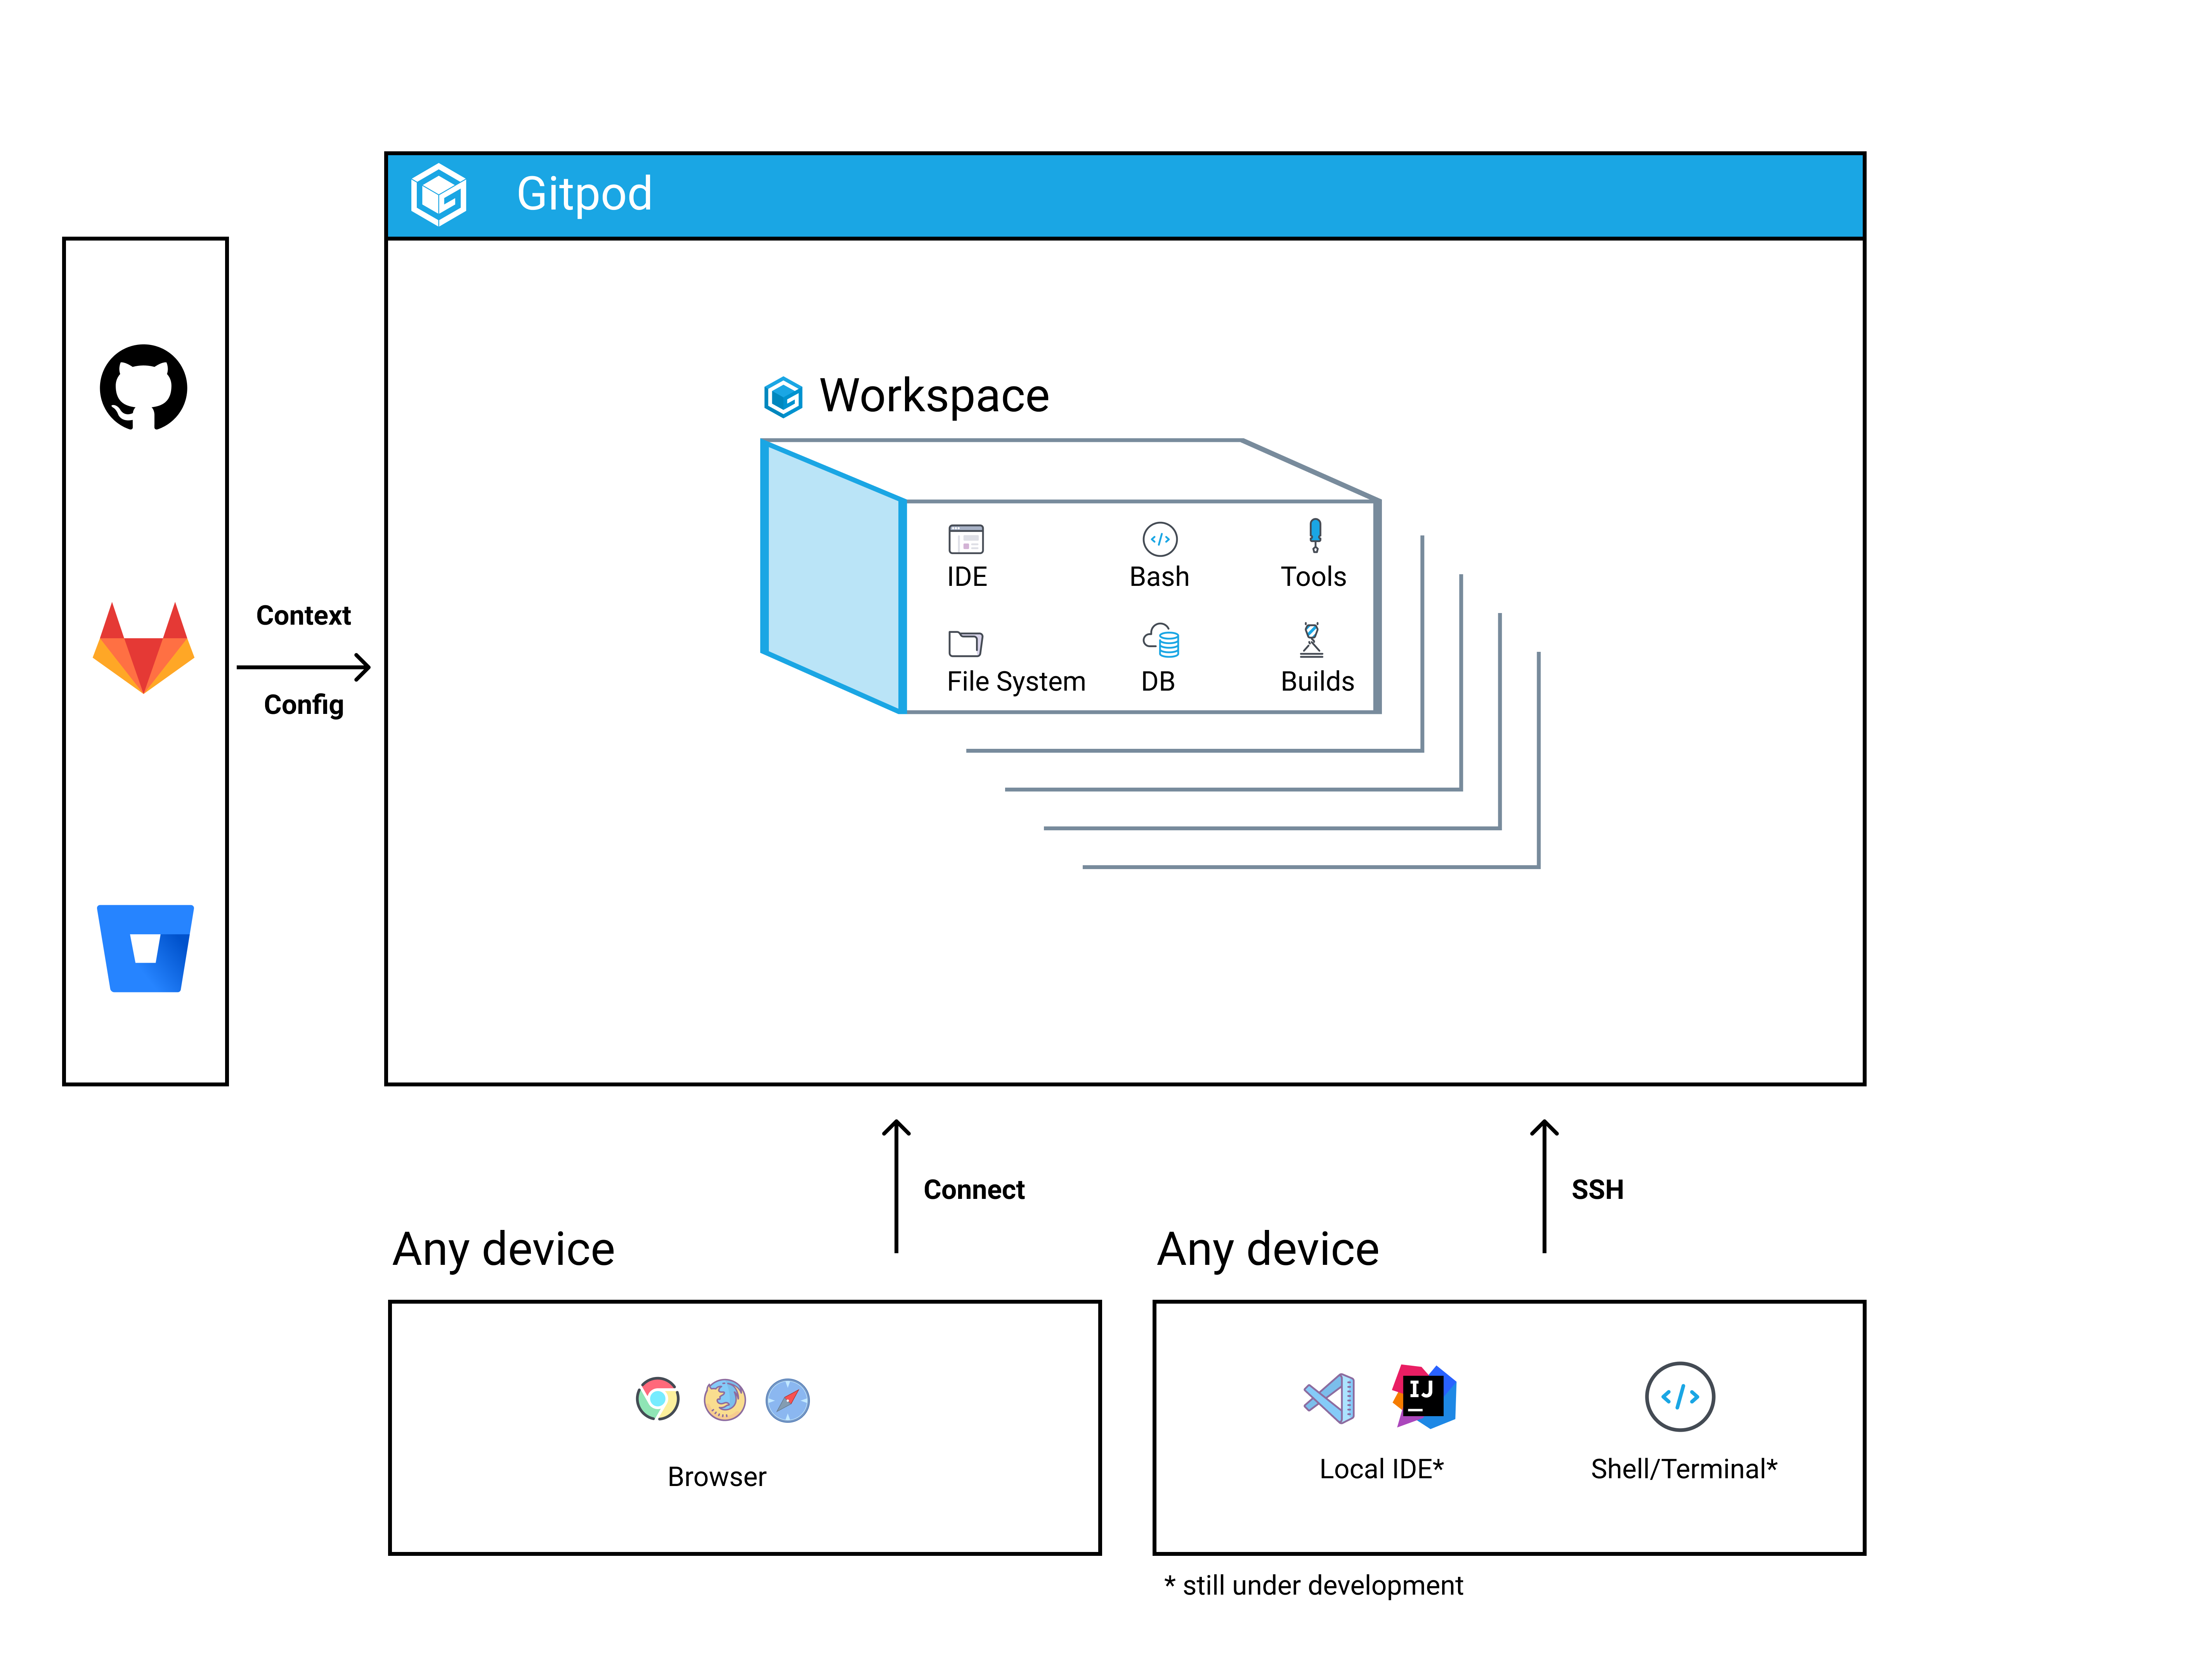 Gitpod
Workspace
IDE
Bash
Tools
File System
DB
Builds
Context
Config
Connect
SSH
Any device
Any device
Browser
IJ
Local IDE*
Shell/Terminal*
* still under development